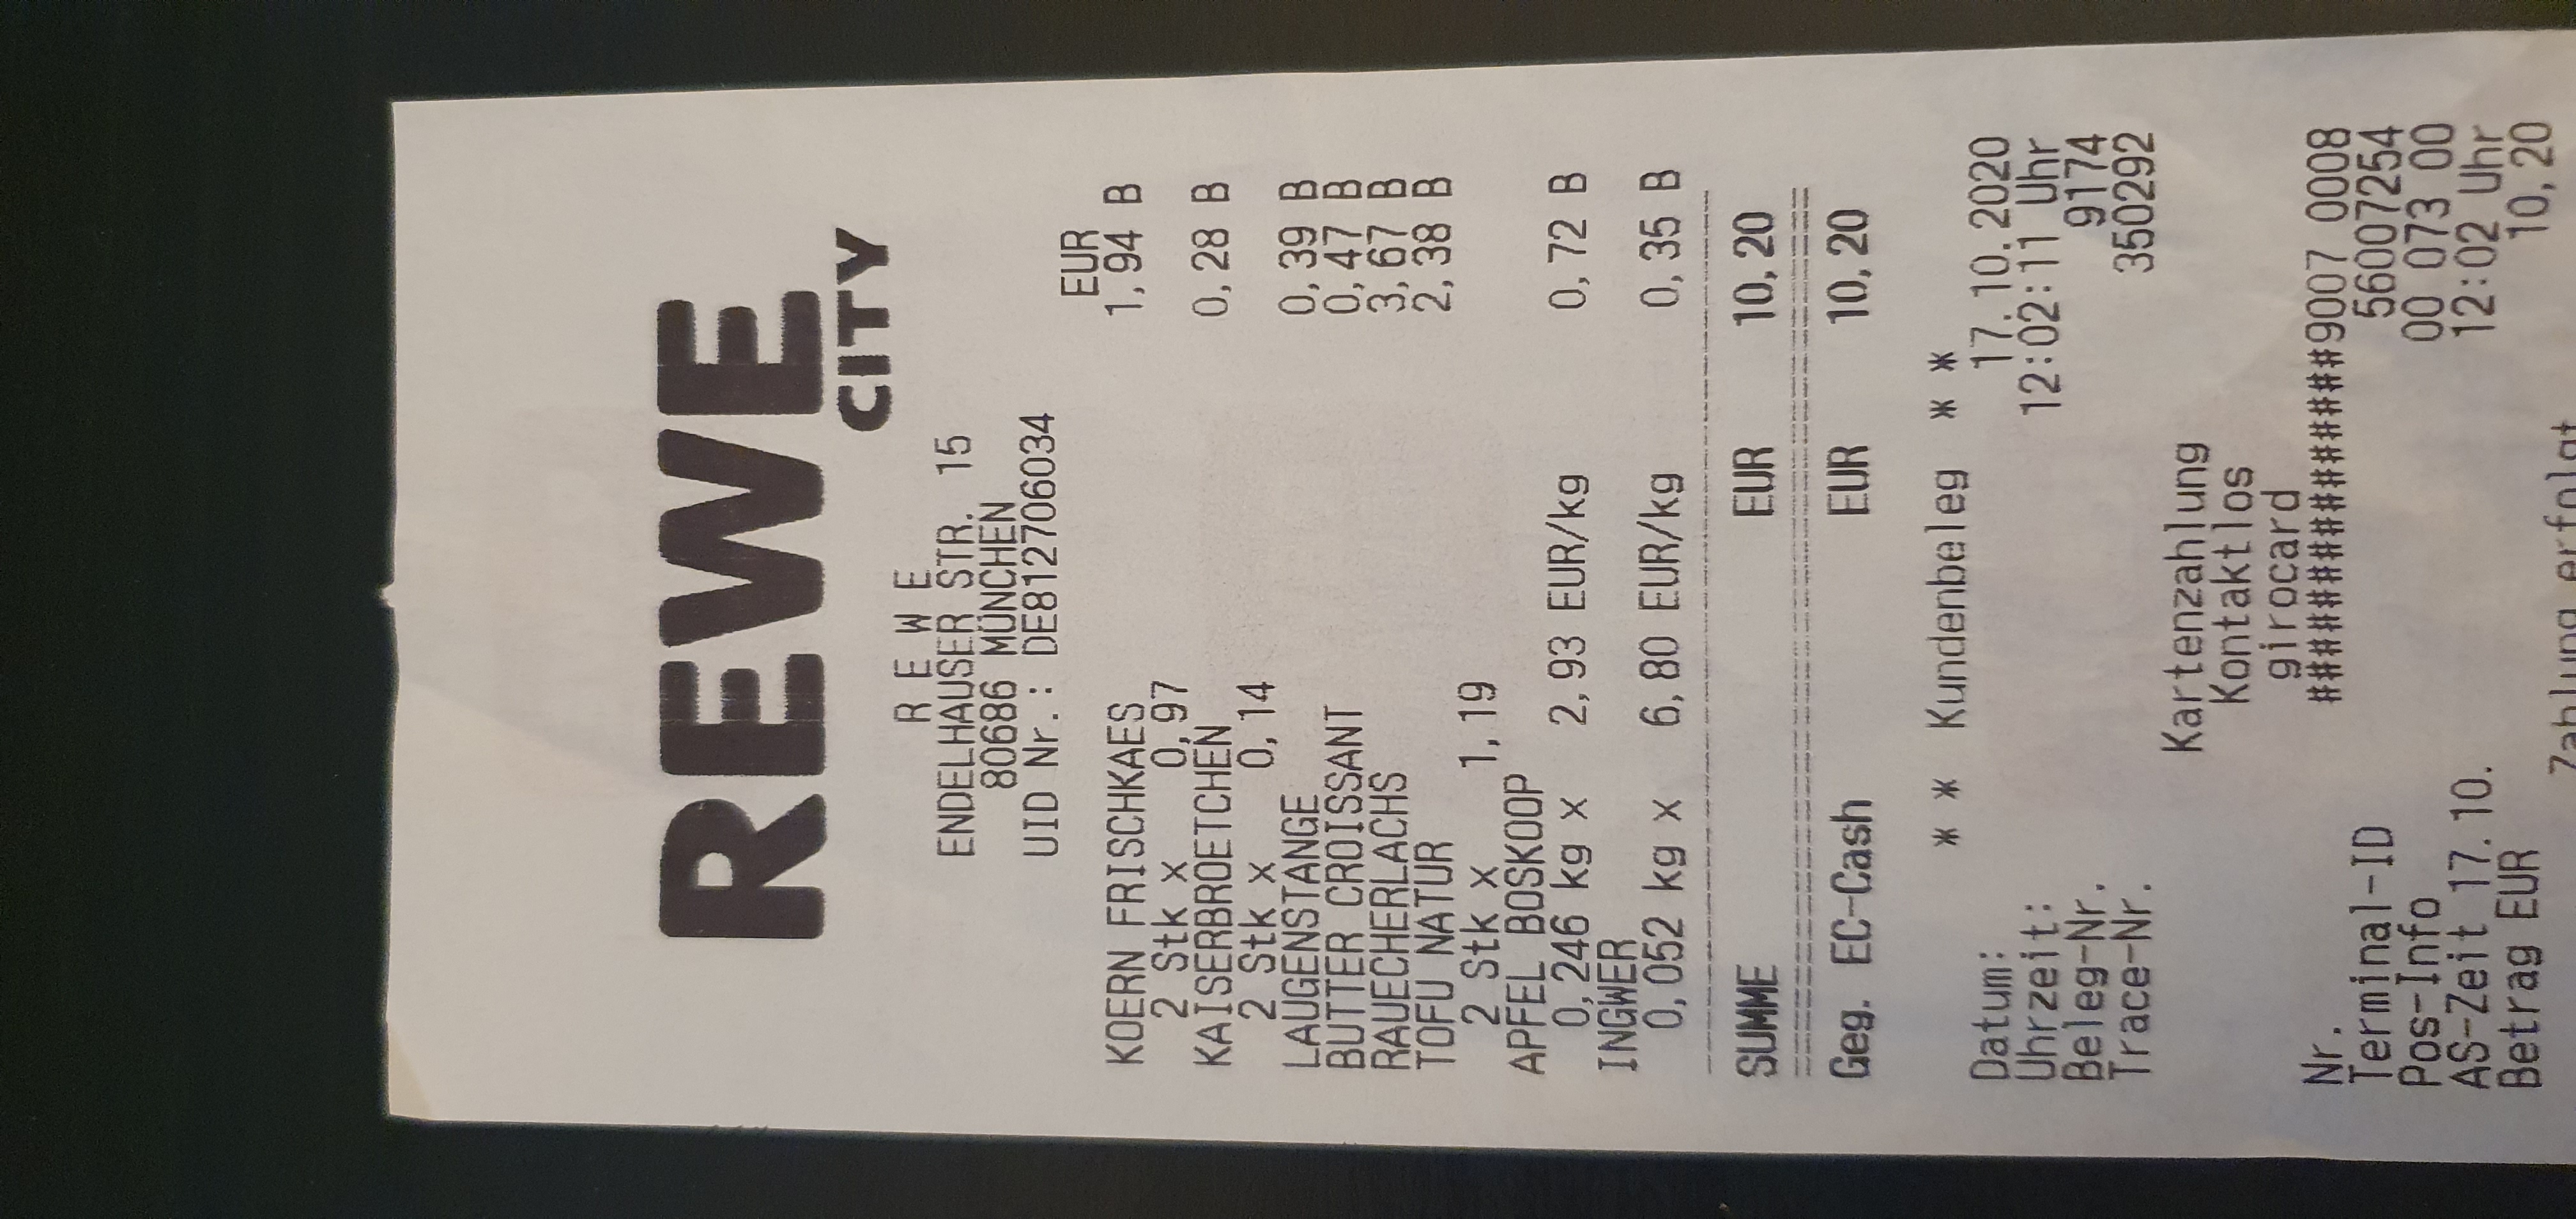 REWE
CITY
R E W E
ENDELHAUSER STR. 15
80686 MÜNCHEN
UID Nr.: DE812706034
EUR
KOERN FRISCHKAES 1,94 B
2 Stk x 0,97
KAISERBROETCHEN 0,28 B
2 Stk x 0,14
LAUGENSTANGE 0,39 B
BUTTER CROISSANT 0,47 B
RAUECHERLACHS 3,67 B
TOFU NATUR 2,38 B
2 Stk x 1,19
APFEL BOSKOOP
0,246 kg x 2,93 EUR/kg 0,72 B
INGWER
0,052 kg x 6,80 EUR/kg 0,35 B
SUMME EUR 10,20
Geg. EC-Cash EUR 10,20
* * Kundenbeleg * *
Datum: 17.10.2020
Uhrzeit: 12:02:11 Uhr
Beleg-Nr. 9174
Trace-Nr. 350292
Kartenzahlung
Kontaktlos
girocard
Nr. ###############9007 0008
Terminal-ID 56007254
Pos-Info 00 073 00
AS-Zeit 17.10. 12:02 Uhr
Betrag EUR 10,20
Zahlung erfolgt